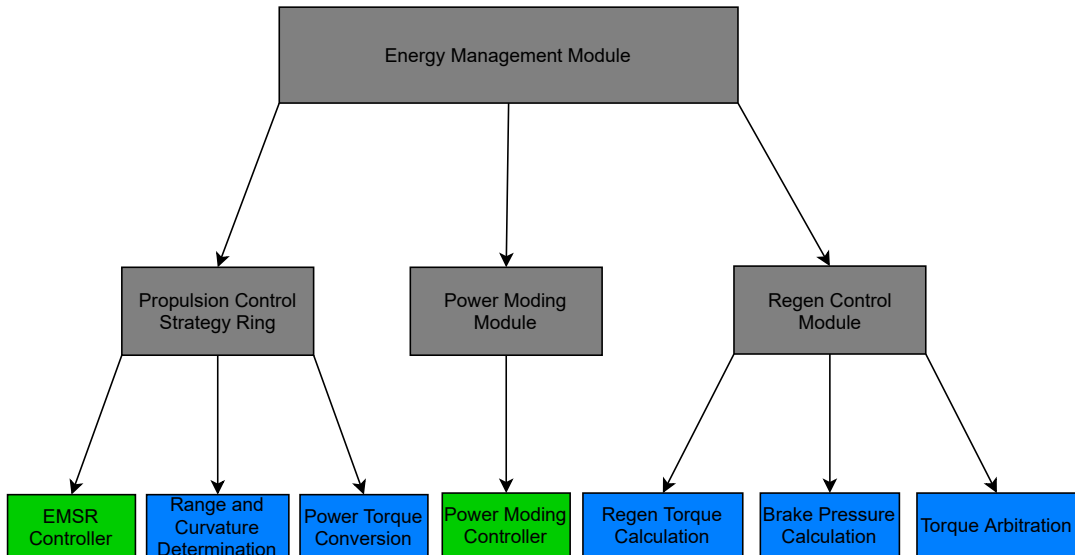 Energy Management Module
Propulsion Control
Strategy Ring
Power Moding
Module
Regen Control
Module
EMSR
Controller
Range and
Curvature
Determination
Power Torque
Conversion
Power Moding
Controller
Regen Torque
Calculation
Brake Pressure
Calculation
Torque Arbitration